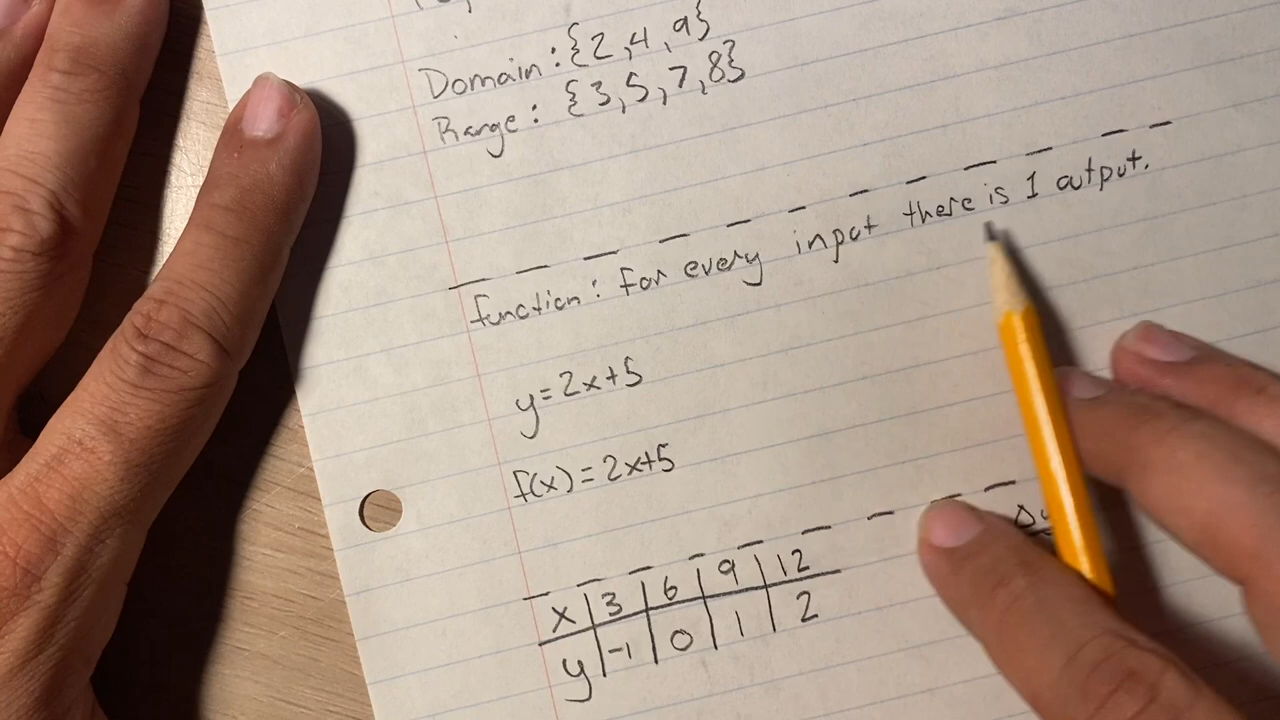 Domain: {2,4,9}
Range: {3,5,7,8}
function: for every input there is 1 output.
y=2x+5
f(x)=2x+5
x | 3 | 6 | 9 | 12
y | -1 | 0 | 1 | 2